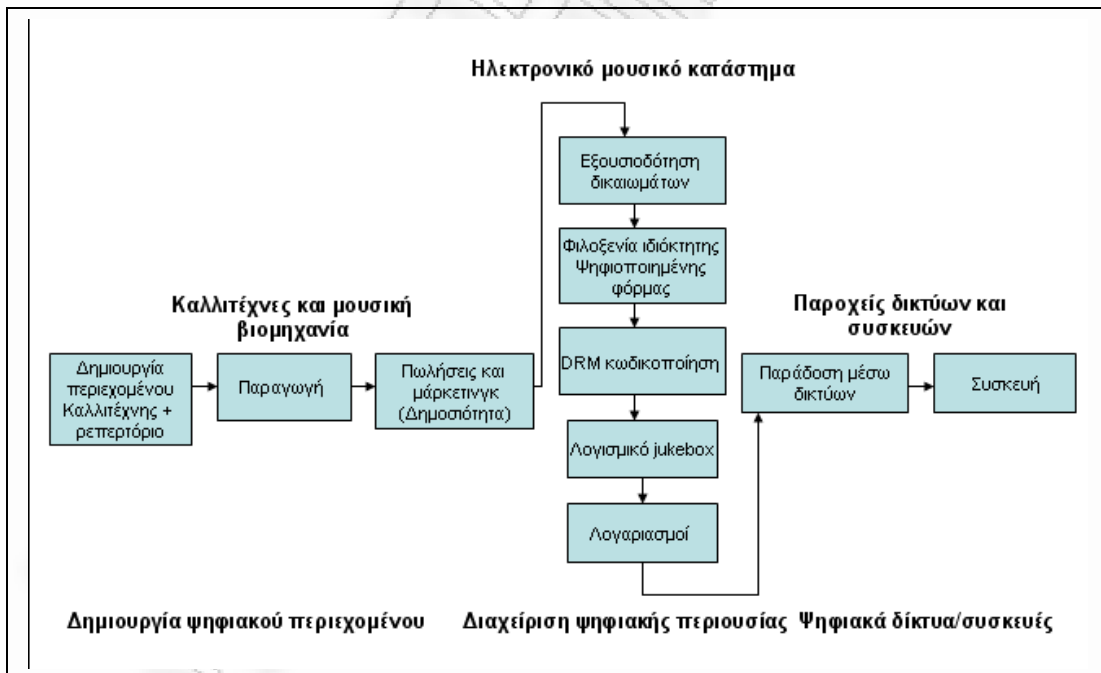 Ηλεκτρονικό μουσικό κατάστημα
Εξουσιοδότηση
δικαιωμάτων
Φιλοξενία ιδιόκτητης
Ψηφιοποιημένης
φόρμας
DRM κωδικοποίηση
Λογισμικό jukebox
Λογαριασμοί
Καλλιτέχνες και μουσική
βιομηχανία
Δημιουργία
περιεχομένου
Καλλιτέχνης +
ρεπερτόριο
Παραγωγή
Πωλήσεις και
μάρκετινγκ
(Δημοσιότητα)
Παροχείς δικτύων και
συσκευών
Παράδοση μέσω
δικτύων
Συσκευή
Δημιουργία ψηφιακού περιεχομένου
Διαχείριση ψηφιακής περιουσίας
Ψηφιακά δίκτυα/συσκευές